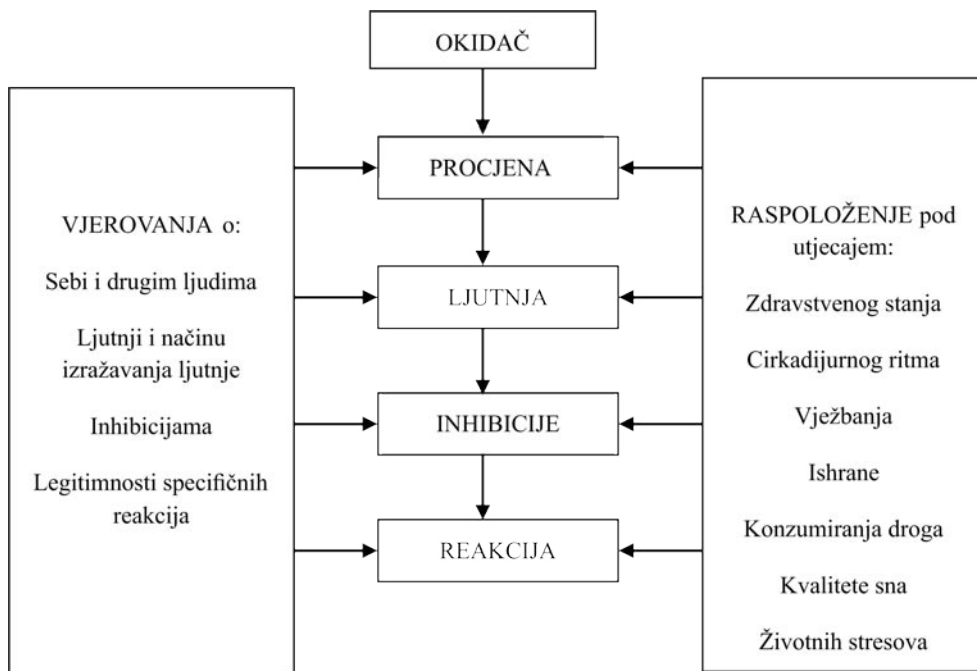 OKIDAČ
PROCJENA
LJUTNJA
INHIBICIJE
REAKCIJA
VJEROVANJA o:
Sebi i drugim ljudima
Ljutnji i načinu
izražavanja ljutnje
Inhibicijama
Legitimnosti specifičnih
reakcija
RASPOLOŽENJE pod
utjecajem:
Zdravstvenog stanja
Cirkadijurnog ritma
Vježbanja
Ishrane
Konzumiranja droga
Kvalitete sna
Životnih stresova